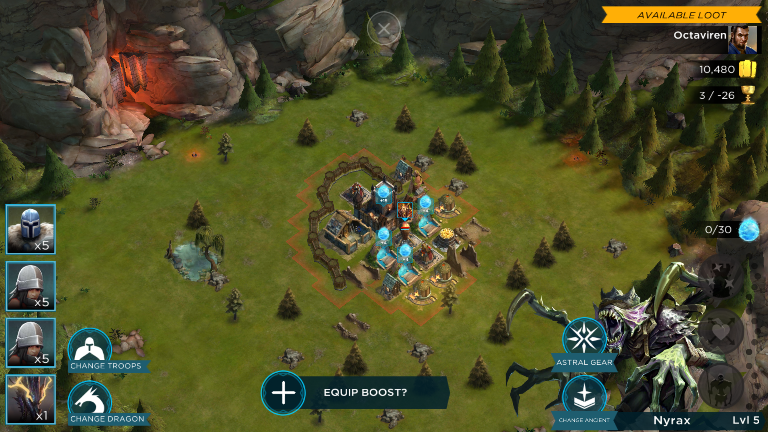 AVAILABLE LOOT
Octaviren
10,480
3 / -26
0/30
x5
x5
x5
x1
CHANGE TROOPS
CHANGE DRAGON
EQUIP BOOST?
ASTRAL GEAR
CHANGE ANCIENT
Nyrax Lvl 5